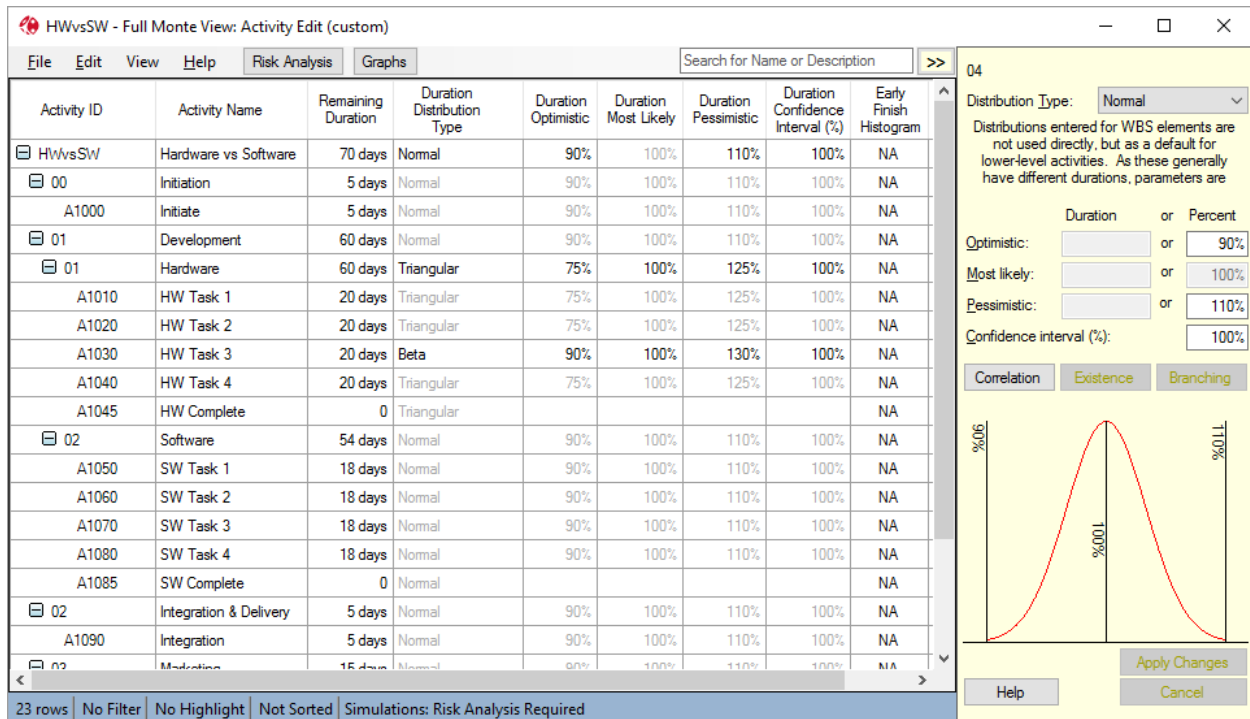 HWvsSW - Full Monte View: Activity Edit (custom)
File Edit View Help Risk Analysis Graphs Search for Name or Description >>
Activity ID Activity Name Remaining Duration Duration Distribution Type Duration Optimistic Duration Most Likely Duration Pessimistic Duration Confidence Interval (%) Early Finish Histogram
HWvsSW Hardware vs Software 70 days Normal 90% 100% 110% 100% NA
00 Initiation 5 days Normal 90% 100% 110% 100% NA
A1000 Initiate 5 days Normal 90% 100% 110% 100% NA
01 Development 60 days Normal 90% 100% 110% 100% NA
01 Hardware 60 days Triangular 75% 100% 125% 100% NA
A1010 HW Task 1 20 days Triangular 75% 100% 125% 100% NA
A1020 HW Task 2 20 days Triangular 75% 100% 125% 100% NA
A1030 HW Task 3 20 days Beta 90% 100% 130% 100% NA
A1040 HW Task 4 20 days Triangular 75% 100% 125% 100% NA
A1045 HW Complete 0 Triangular NA
02 Software 54 days Normal 90% 100% 110% 100% NA
A1050 SW Task 1 18 days Normal 90% 100% 110% 100% NA
A1060 SW Task 2 18 days Normal 90% 100% 110% 100% NA
A1070 SW Task 3 18 days Normal 90% 100% 110% 100% NA
A1080 SW Task 4 18 days Normal 90% 100% 110% 100% NA
A1085 SW Complete 0 Normal NA
02 Integration & Delivery 5 days Normal 90% 100% 110% 100% NA
A1090 Integration 5 days Normal 90% 100% 110% 100% NA
03 Marketing 15 days Normal 90% 100% 110% 100% NA
23 rows No Filter No Highlight Not Sorted Simulations: Risk Analysis Required
04
Distribution Type: Normal
Distributions entered for WBS elements are
not used directly, but as a default for
lower-level activities. As these generally
have different durations, parameters are
Duration or Percent
Optimistic: or 90%
Most likely: or 100%
Pessimistic: or 110%
Confidence interval (%): 100%
Correlation Existence Branching
90% 100% 110%
Apply Changes
Help Cancel